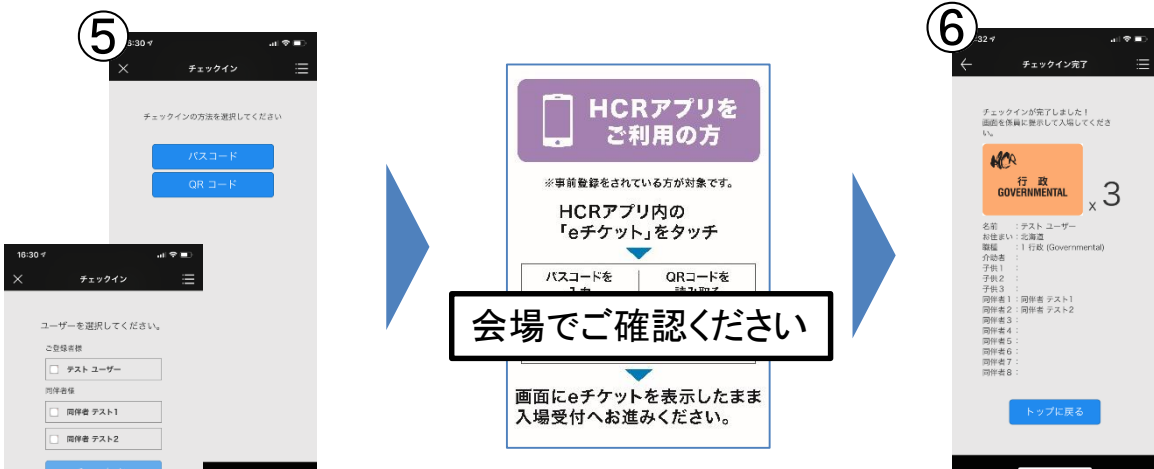 ⑤
16:30
チェックイン
チェックインの方法を選択してください
パスコード
QR コード
16:30
チェックイン
ユーザーを選択してください。
ご登録者様
テスト ユーザー
同伴者様
同伴者 テスト1
同伴者 テスト2
HCRアプリを
ご利用の方
※事前登録をされている方が対象です。
HCRアプリ内の
「eチケット」をタッチ
パスコードを
入力
QRコードを
読み取る
会場でご確認ください
画面にeチケットを表示したまま
入場受付へお進みください。
⑥
:32
チェックイン完了
チェックインが完了しました！
画面を係員に提示して入場してくださ
い。
HCR
行 政
GOVERNMENTAL
x 3
名前 : テスト ユーザー
お住まい : 北海道
職種 : 1 行政 (Governmental)
介助者 :
子供1 :
子供2 :
子供3 :
同伴者1 : 同伴者 テスト1
同伴者2 : 同伴者 テスト2
同伴者3 :
同伴者4 :
同伴者5 :
同伴者6 :
同伴者7 :
同伴者8 :
トップに戻る